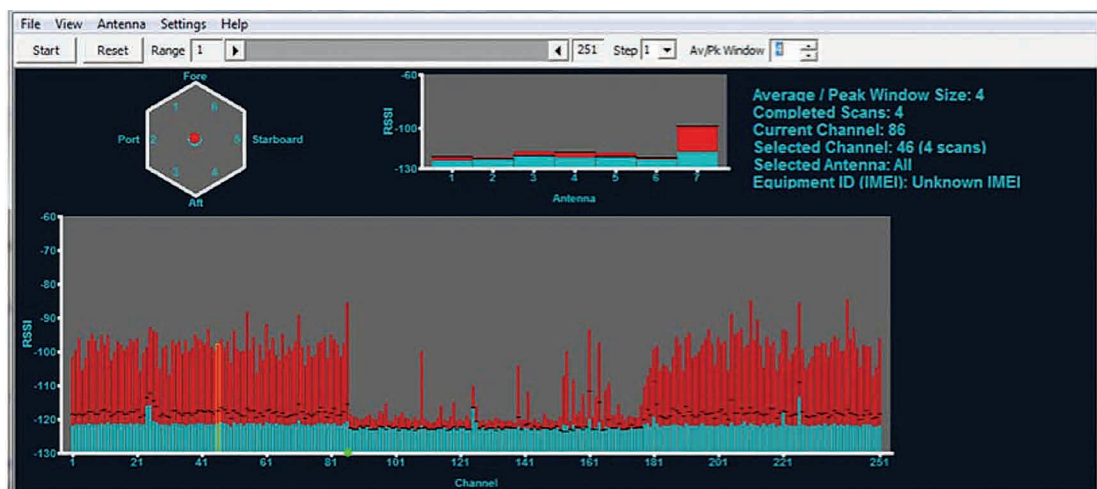 File View Antenna Settings Help
Start Reset Range 1 251 Step 1 Av/Pk Window 4
Fore
1 6
Port 2 5 Starboard
3 4
Aft
-60
-100
-130
RSSI
1 2 3 4 5 6 7
Antenna
Average / Peak Window Size: 4
Completed Scans: 4
Current Channel: 86
Selected Channel: 46 (4 scans)
Selected Antenna: All
Equipment ID (IMEI): Unknown IMEI
-60
-70
-80
-90
-100
-110
-120
-130
RSSI
1 21 41 61 81 101 121 141 161 181 201 221 251
Channel